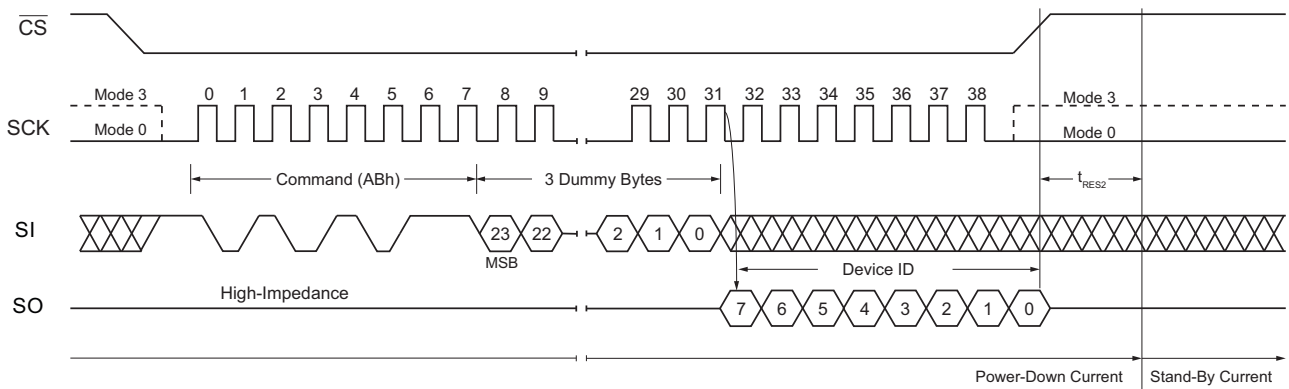 CS
0 1 2 3 4 5 6 7 8 9 29 30 31 32 33 34 35 36 37 38
Mode 3 Mode 3
SCK Mode 0 Mode 0
Command (ABh) 3 Dummy Bytes tRES2
SI 23 22 2 1 0
MSB
Device ID
High-Impedance
SO 7 6 5 4 3 2 1 0
Power-Down Current Stand-By Current